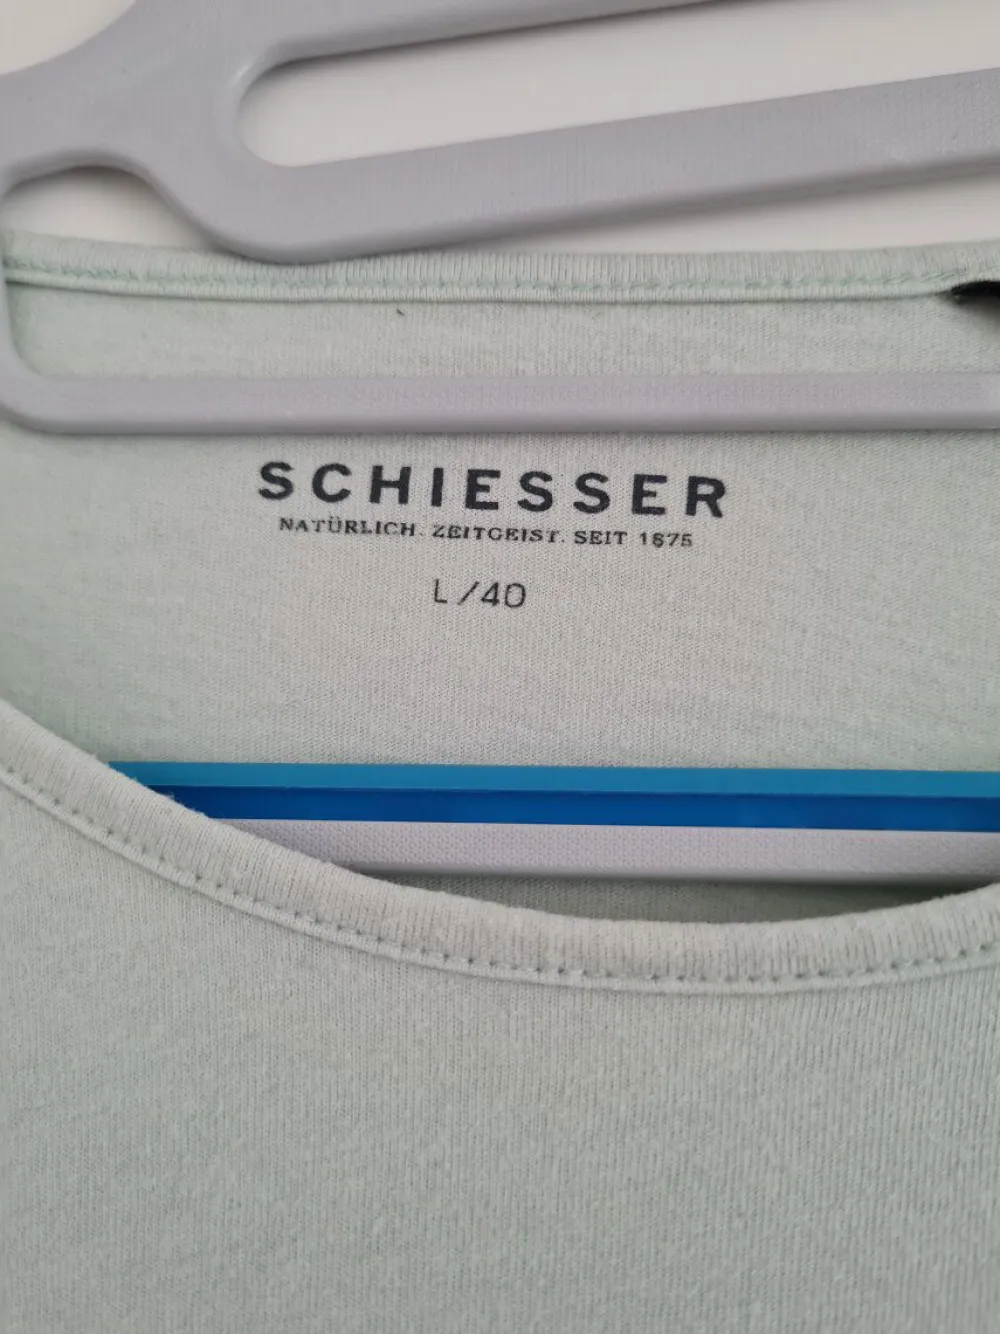 SCHIESSER
NATÜRLICH. ZEITGEIST. SEIT 1875
L/40